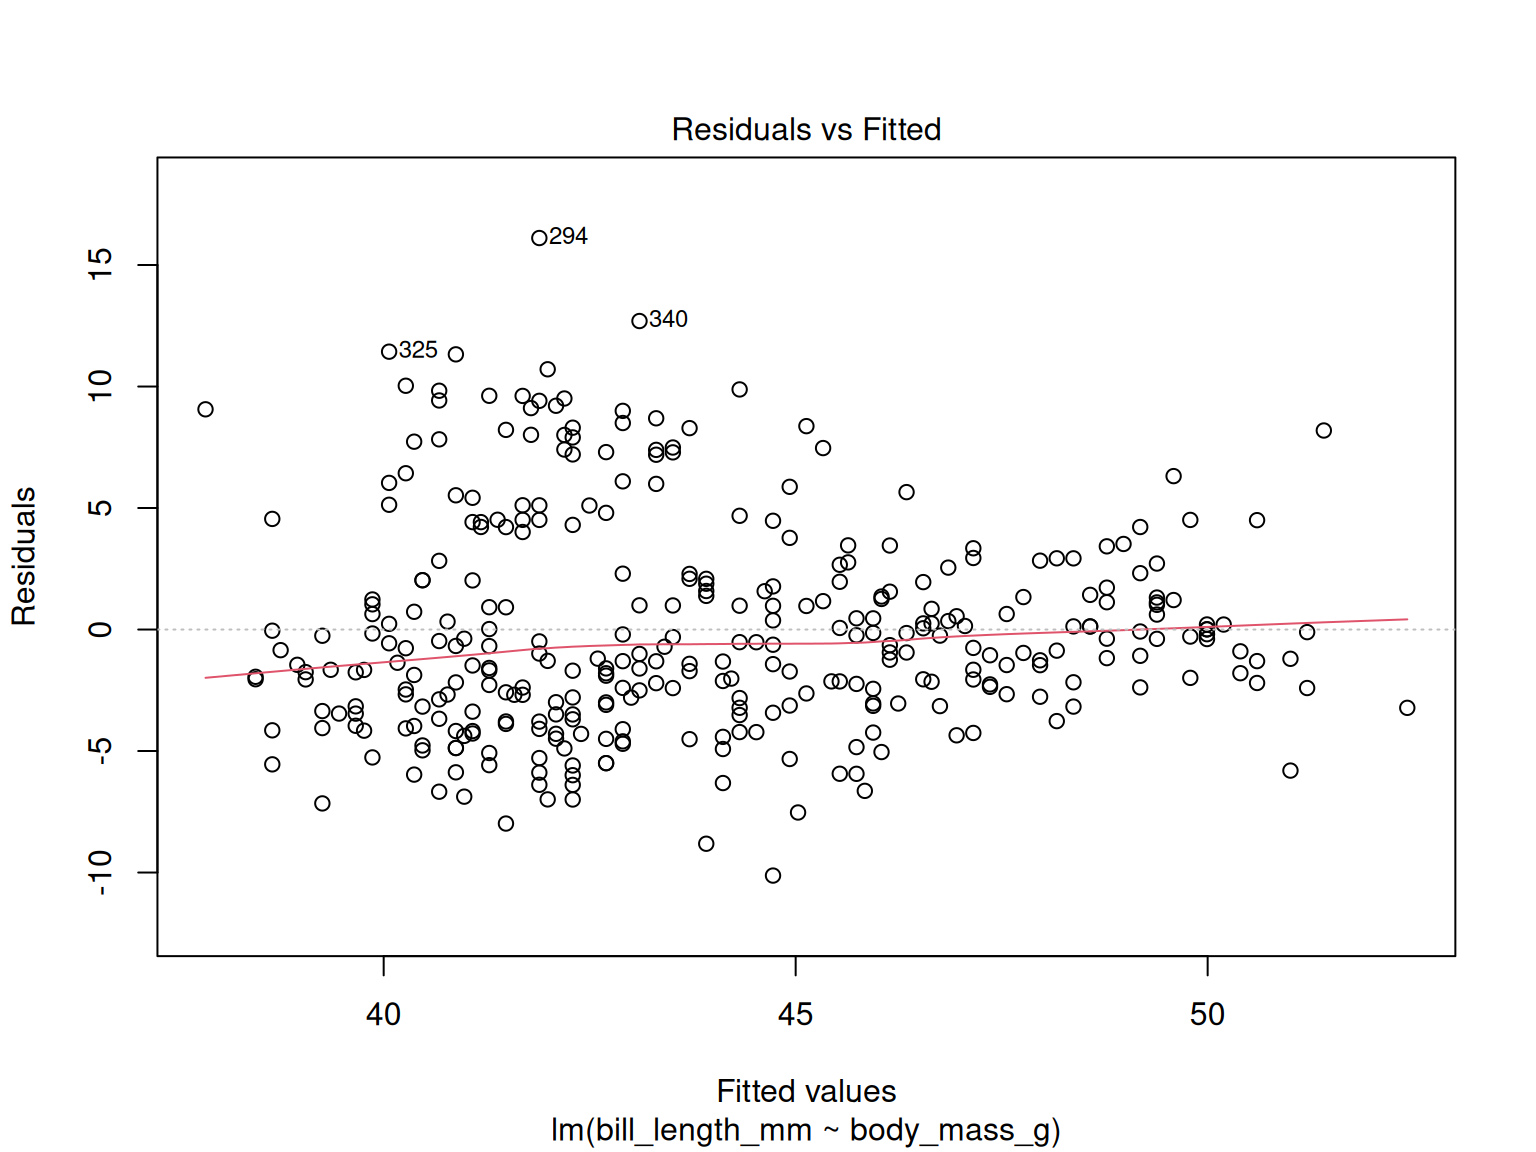 Residuals vs Fitted
294
340
325
15
10
5
0
-5
-10
Residuals
40 45 50
Fitted values
lm(bill_length_mm ~ body_mass_g)